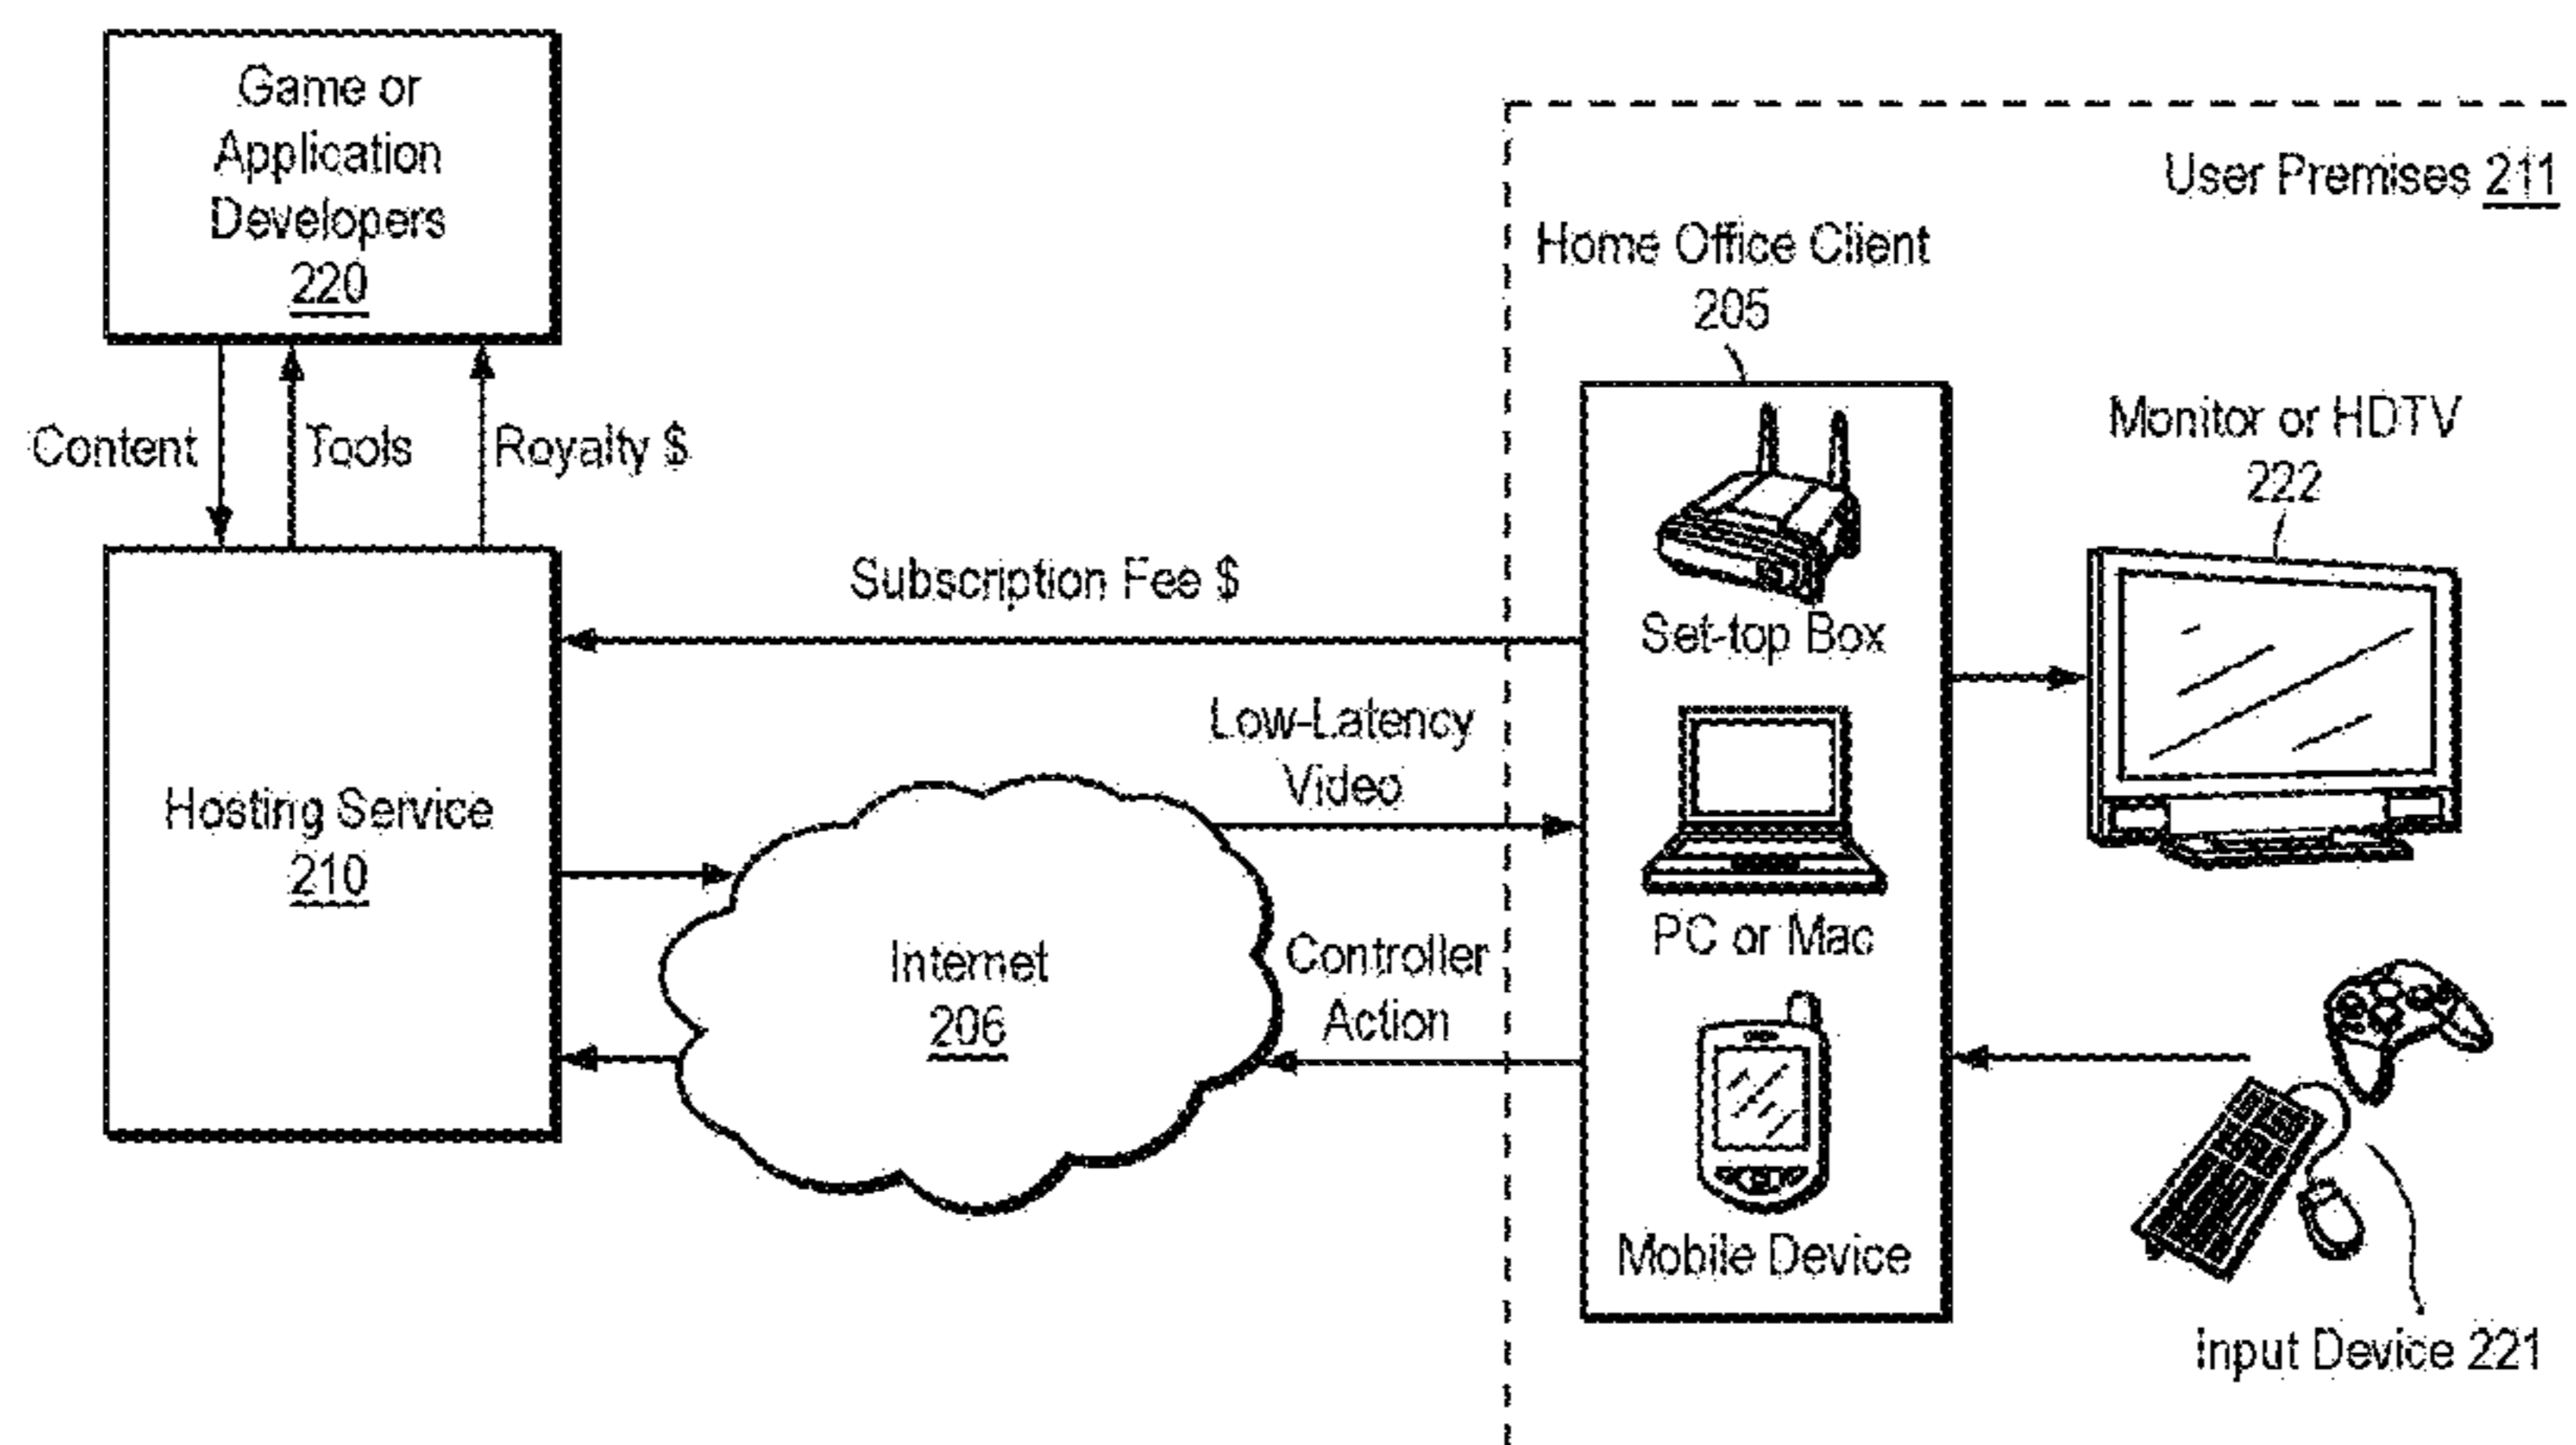 Game or
Application
Developers
220
User Premises 211
Home Office Client
205
Content
Tools
Royalty $
Monitor or HDTV
222
Subscription Fee $
Set-top Box
Low-Latency
Video
Hosting Service
210
PC or Mac
Internet
206
Controller
Action
Mobile Device
Input Device 221